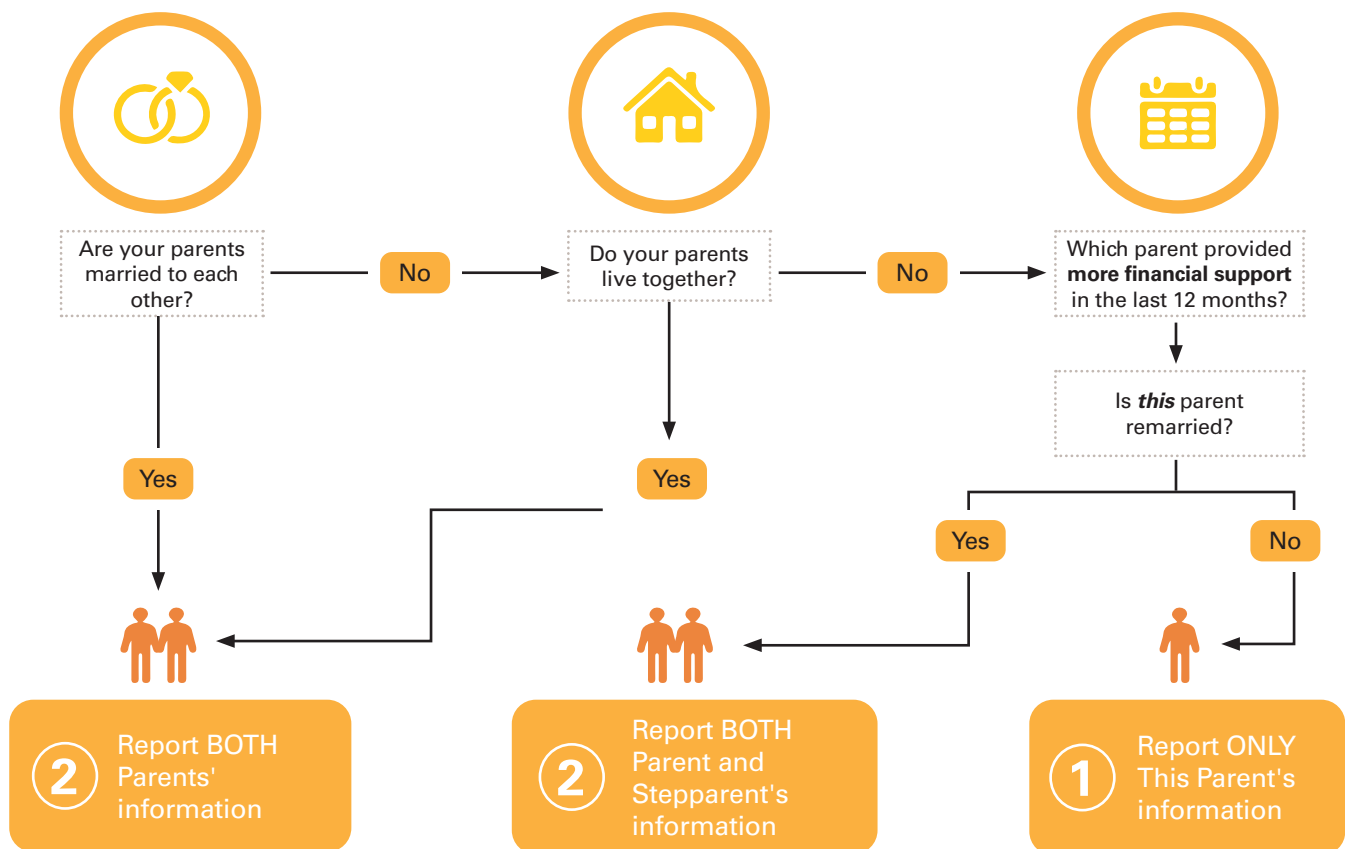 Are your parents
married to each
other?
No
Do your parents
live together?
No
Which parent provided
more financial support
in the last 12 months?
Is this parent
remarried?
Yes
Yes
Yes
No
2
Report BOTH
Parents'
information
2
Report BOTH
Parent and
Stepparent's
information
1
Report ONLY
This Parent's
information